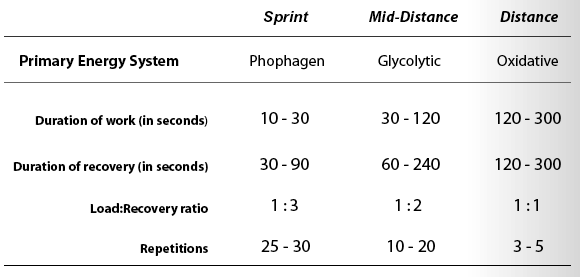 Sprint Mid-Distance Distance
Primary Energy System Phophagen Glycolytic Oxidative
Duration of work (in seconds) 10 - 30 30 - 120 120 - 300
Duration of recovery (in seconds) 30 - 90 60 - 240 120 - 300
Load:Recovery ratio 1 : 3 1 : 2 1 : 1
Repetitions 25 - 30 10 - 20 3 - 5